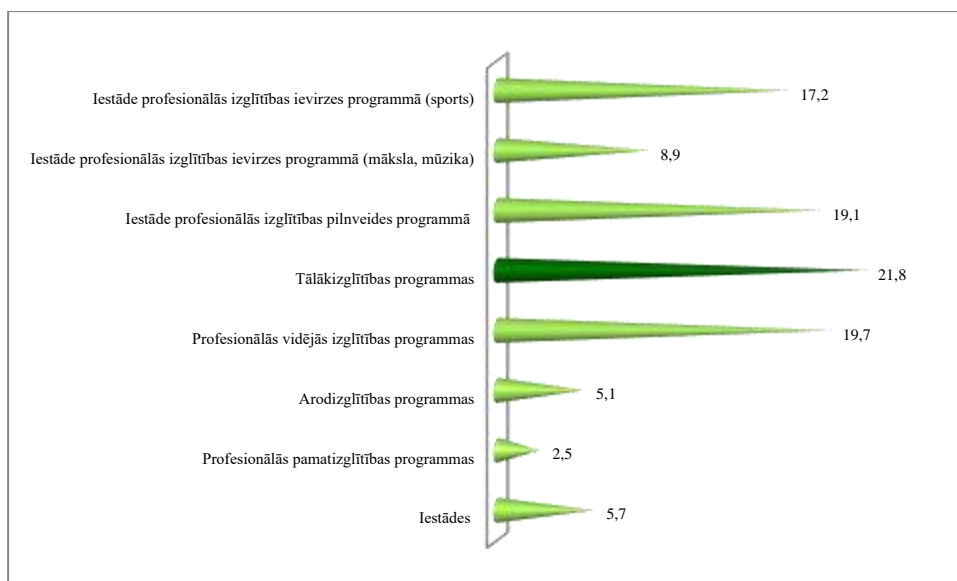 Iestāde profesionālās izglītības ievirzes programmā (sports) 17,2
Iestāde profesionālās izglītības ievirzes programmā (māksla, mūzika) 8,9
Iestāde profesionālās izglītības pilnveides programmā 19,1
Tālākizglītības programmas 21,8
Profesionālās vidējās izglītības programmas 19,7
Arodizglītības programmas 5,1
Profesionālās pamatizglītības programmas 2,5
Iestādes 5,7